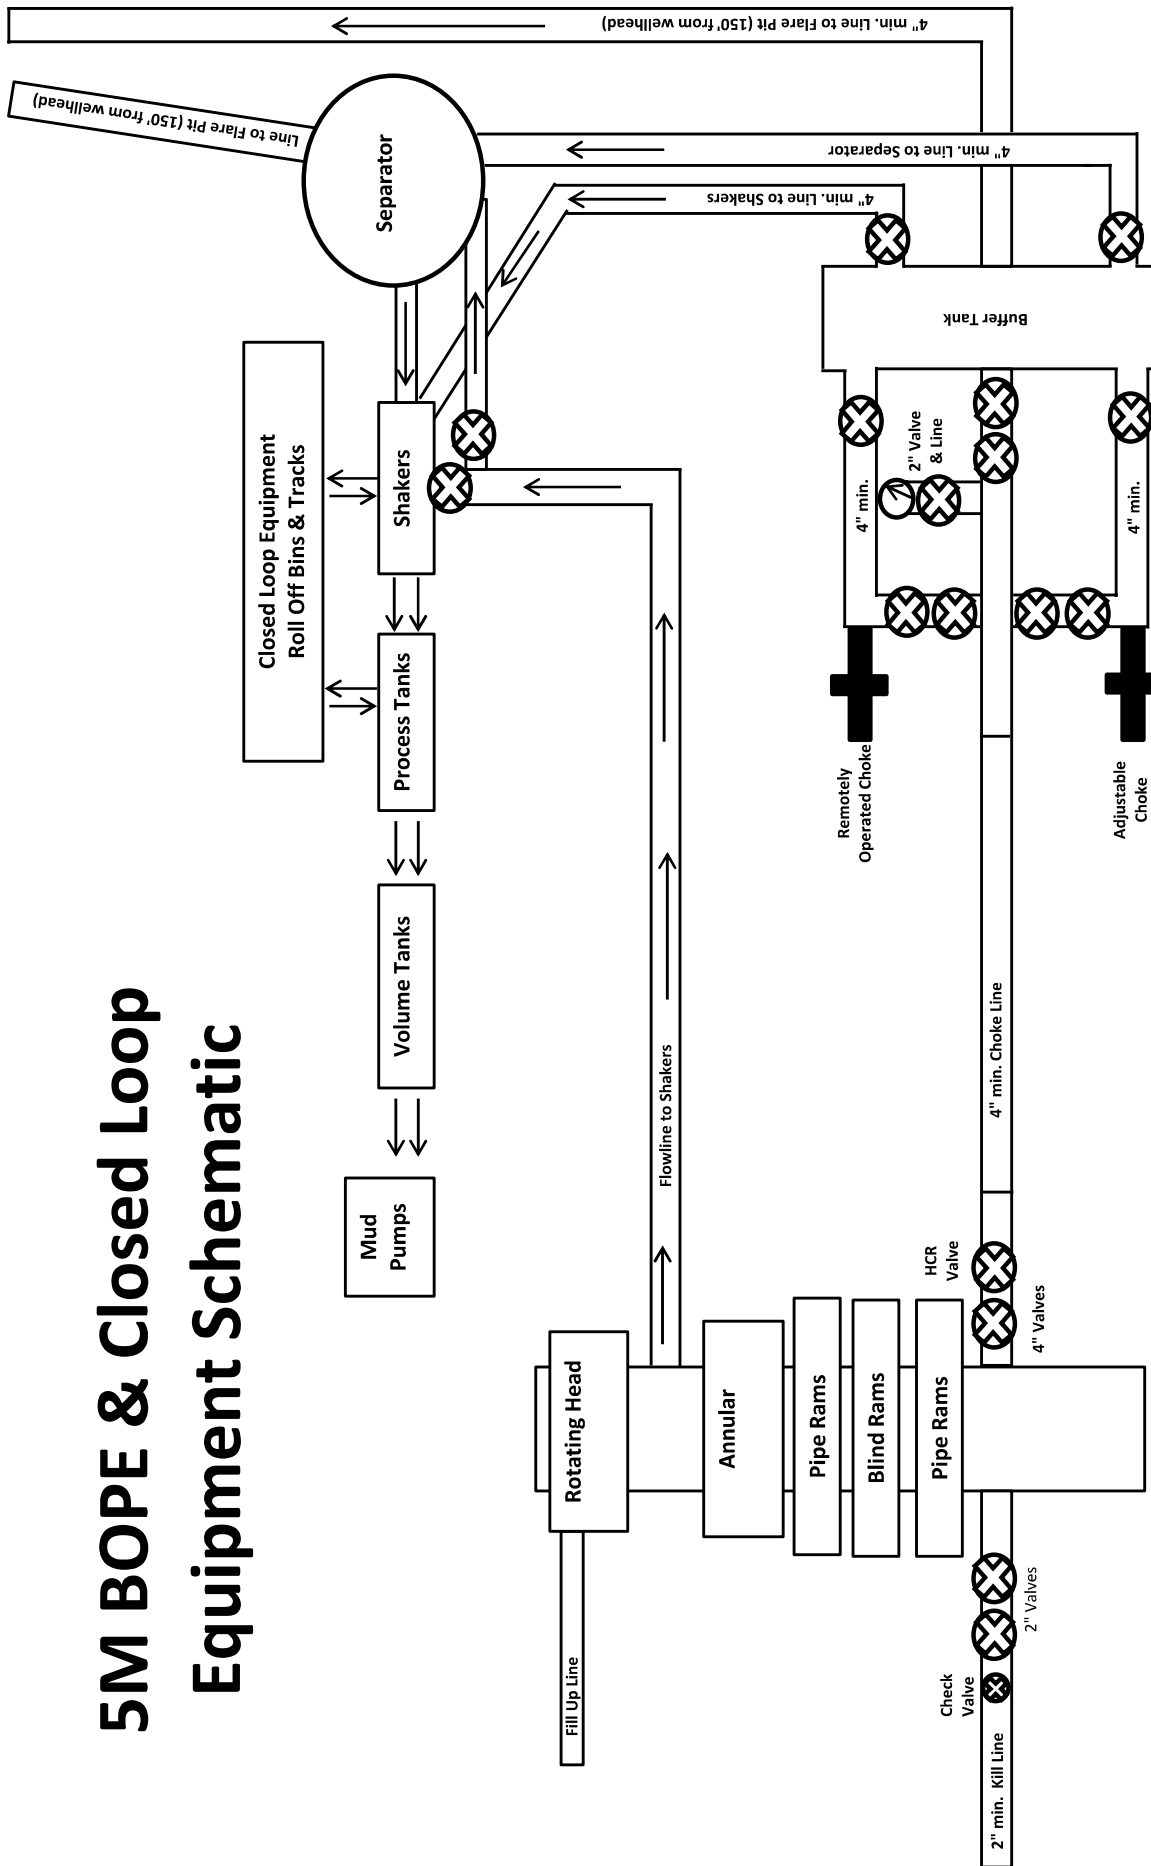 5M BOPE & Closed Loop
Equipment Schematic
Closed Loop Equipment
Roll Off Bins & Tracks
Line to Flare Pit (150' from wellhead)
4" min. Line to Flare Pit (150' from wellhead)
Separator
Mud
Pumps
Volume Tanks
Process Tanks
Shakers
4" min. Line to Separator
4" min. Line to Shakers
Fill Up Line
Rotating Head
Flowline to Shakers
Annular
Pipe Rams
Blind Rams
Pipe Rams
Remotely
Operated Choke
4" min.
2" Valve
& Line
Buffer Tank
Check
Valve
HCR
Valve
2" min. Kill Line
4" min. Choke Line
2" Valves
4" Valves
Adjustable
Choke
4" min.